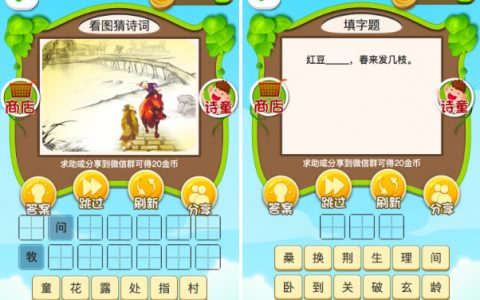 看图猜诗词
商店
诗童
求助或分享到微信群可得20金币
答案
跳过
刷新
分享
问
牧
童 花 露 处 指 村
填字题
红豆____，春来发几枝。
商店
诗童
求助或分享到微信群可得20金币
答案
跳过
刷新
分享
桑 换 荆 生 理 间
卧 到 关 破 玄 龄